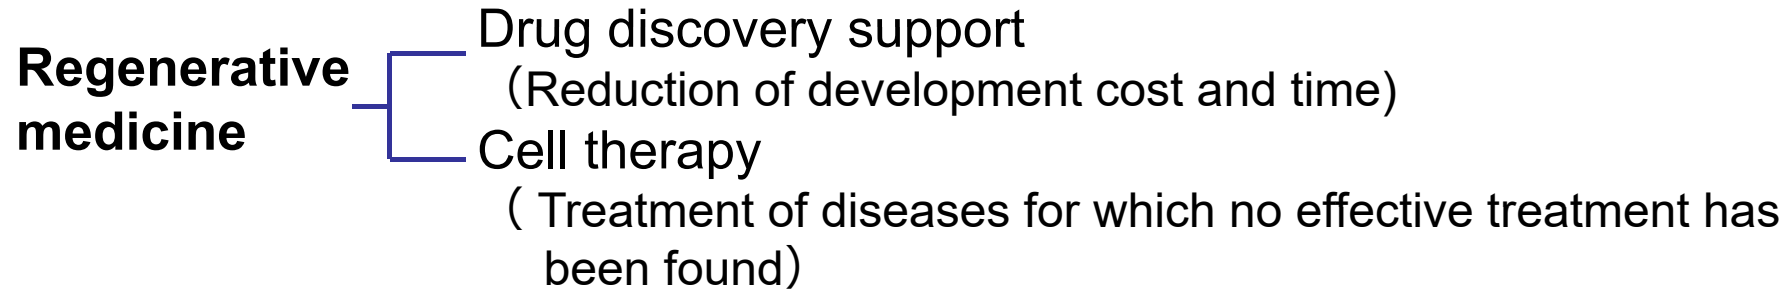 Regenerative
medicine
Drug discovery support
（Reduction of development cost and time)
Cell therapy
（ Treatment of diseases for which no effective treatment has
been found）